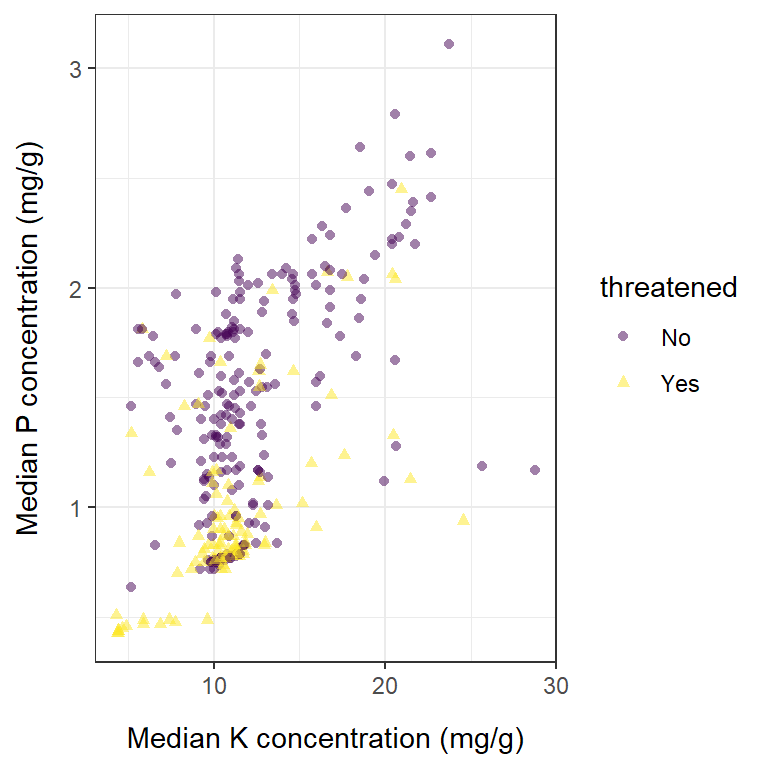 3
2
1
10
20
30
Median P concentration (mg/g)
Median K concentration (mg/g)
threatened
No
Yes